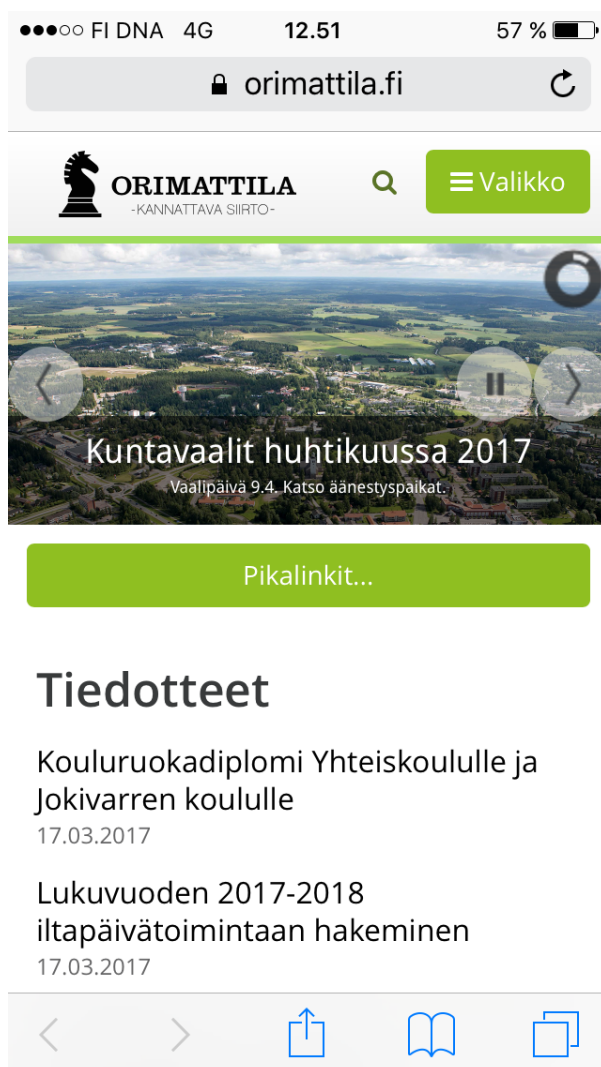 FI DNA 4G 12.51 57 %
orimattila.fi
ORIMATTILA
-KANNATTAVA SIIRTO-
Valikko
Kuntavaalit huhtikuussa 2017
Vaalipäivä 9.4. Katso äänestyspaikat.
Pikalinkit...
Tiedotteet
Kouluruokadiplomi Yhteiskoululle ja
Jokivarren koululle
17.03.2017
Lukuvuoden 2017-2018
iltapäivätoimintaan hakeminen
17.03.2017